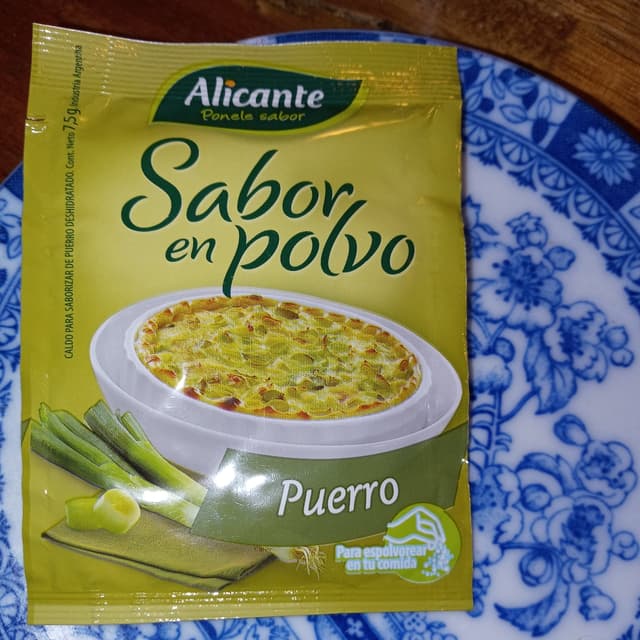 Alicante
Ponele sabor
Sabor
en polvo
Puerro
Para espolvorear
en tu comida
CALDO PARA SABORIZAR DE PUERRO DESHIDRATADO. Cont. Neto 7,5 g Industria Argentina